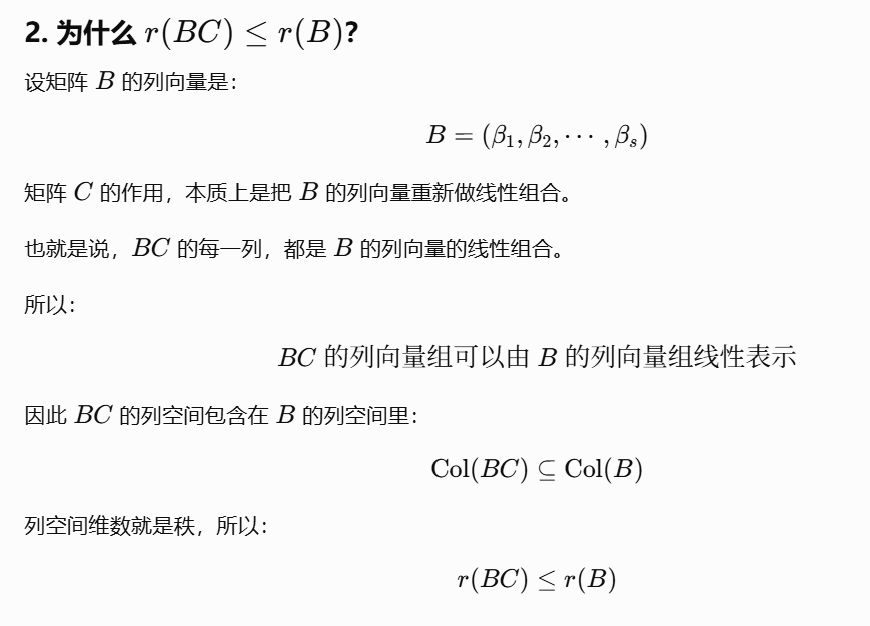 2. 为什么 r(BC) ≤ r(B)?
设矩阵 B 的列向量是：
B = (β₁, β₂, ⋯ , βₛ)
矩阵 C 的作用，本质上是把 B 的列向量重新做线性组合。
也就是说，BC 的每一列，都是 B 的列向量的线性组合。
所以：
BC 的列向量组可以由 B 的列向量组线性表示
因此 BC 的列空间包含在 B 的列空间里：
Col(BC) ⊆ Col(B)
列空间维数就是秩，所以：
r(BC) ≤ r(B)